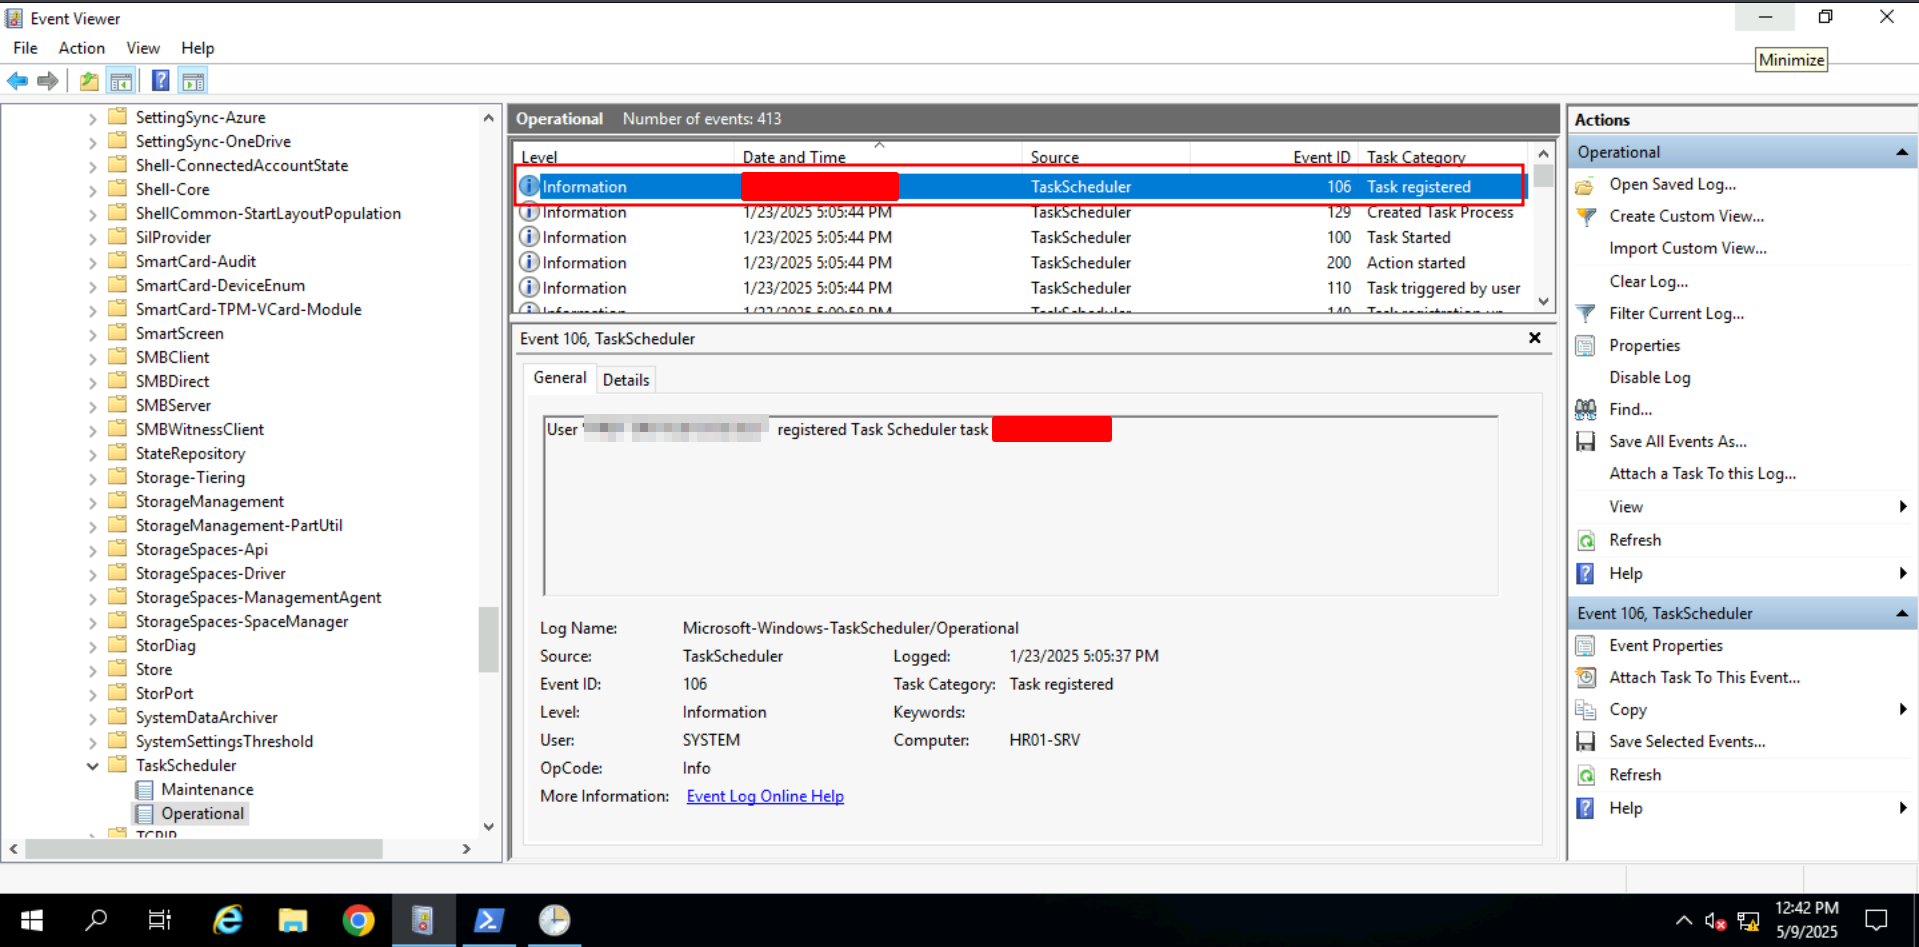 Event Viewer
File Action View Help
Minimize
SettingSync-Azure
SettingSync-OneDrive
Shell-ConnectedAccountState
Shell-Core
ShellCommon-StartLayoutPopulation
SilProvider
SmartCard-Audit
SmartCard-DeviceEnum
SmartCard-TPM-VCard-Module
SmartScreen
SMBClient
SMBDirect
SMBServer
SMBWitnessClient
StateRepository
Storage-Tiering
StorageManagement
StorageManagement-PartUtil
StorageSpaces-Api
StorageSpaces-Driver
StorageSpaces-ManagementAgent
StorageSpaces-SpaceManager
StorDiag
Store
StorPort
SystemDataArchiver
SystemSettingsThreshold
TaskScheduler
Maintenance
Operational
TCPIP
Operational Number of events: 413
Level Date and Time Source Event ID Task Category
Information TaskScheduler 106 Task registered
Information 1/23/2025 5:05:44 PM TaskScheduler 129 Created Task Process
Information 1/23/2025 5:05:44 PM TaskScheduler 100 Task Started
Information 1/23/2025 5:05:44 PM TaskScheduler 200 Action started
Information 1/23/2025 5:05:44 PM TaskScheduler 110 Task triggered by user
Event 106, TaskScheduler
General Details
User ' registered Task Scheduler task
Log Name: Microsoft-Windows-TaskScheduler/Operational
Source: TaskScheduler Logged: 1/23/2025 5:05:37 PM
Event ID: 106 Task Category: Task registered
Level: Information Keywords:
User: SYSTEM Computer: HR01-SRV
OpCode: Info
More Information: Event Log Online Help
Actions
Operational
Open Saved Log...
Create Custom View...
Import Custom View...
Clear Log...
Filter Current Log...
Properties
Disable Log
Find...
Save All Events As...
Attach a Task To this Log...
View
Refresh
Help
Event 106, TaskScheduler
Event Properties
Attach Task To This Event...
Copy
Save Selected Events...
Refresh
Help
12:42 PM
5/9/2025